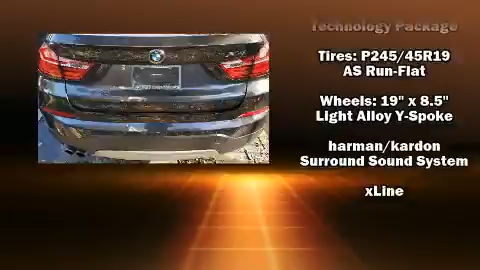 Technology Package
Tires: P245/45R19
AS Run-Flat
Wheels: 19" x 8.5"
Light Alloy Y-Spoke
harman/kardon
Surround Sound System
xLine